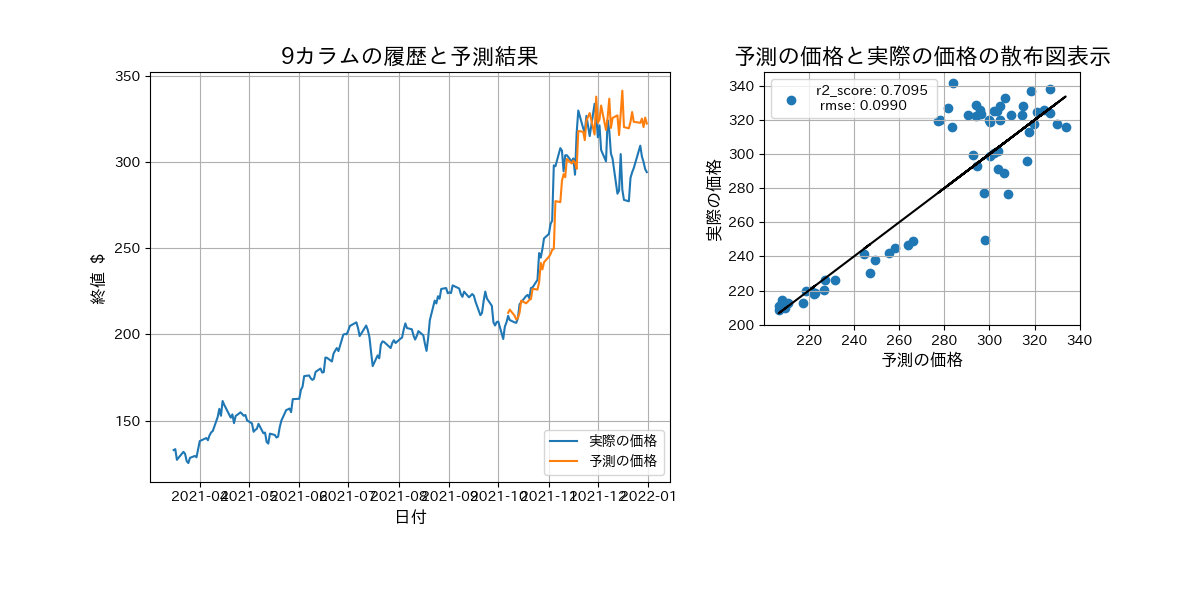 9カラムの履歴と予測結果
350
300
250
200
150
終値 $
2021-04 2021-05 2021-06 2021-07 2021-08 2021-09 2021-10 2021-11 2021-12 2022-01
日付
実際の価格
予測の価格
予測の価格と実際の価格の散布図表示
r2_score: 0.7095
rmse: 0.0990
340
320
300
280
260
240
220
200
実際の価格
220 240 260 280 300 320 340
予測の価格